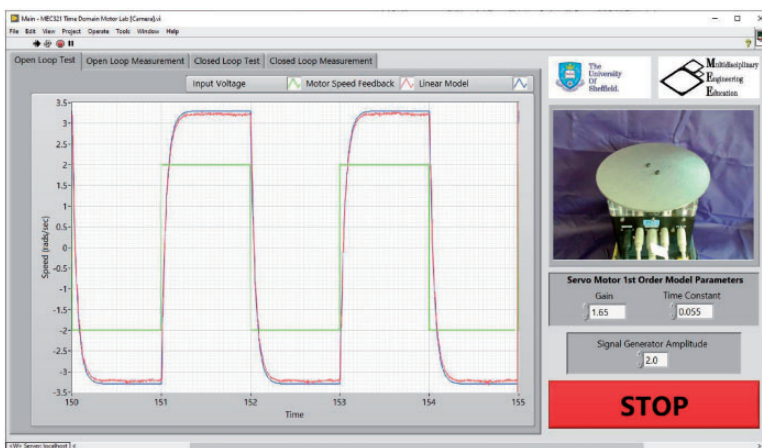 Main - MEC321 Time Domain Motor Lab [Camera].vi
File Edit View Project Operate Tools Window Help
Open Loop Test Open Loop Measurement Closed Loop Test Closed Loop Measurement
Input Voltage Motor Speed Feedback Linear Model
3.5
3
2.5
2
1.5
1
0.5
0
-0.5
-1
-1.5
-2
-2.5
-3
-3.5
Speed (rads/sec)
150 151 152 153 154 155
Time
The
University
Of
Sheffield.
Multidisciplinary
Engineering
Education
Servo Motor 1st Order Model Parameters
Gain Time Constant
1.65 0.055
Signal Generator Amplitude
2.0
STOP